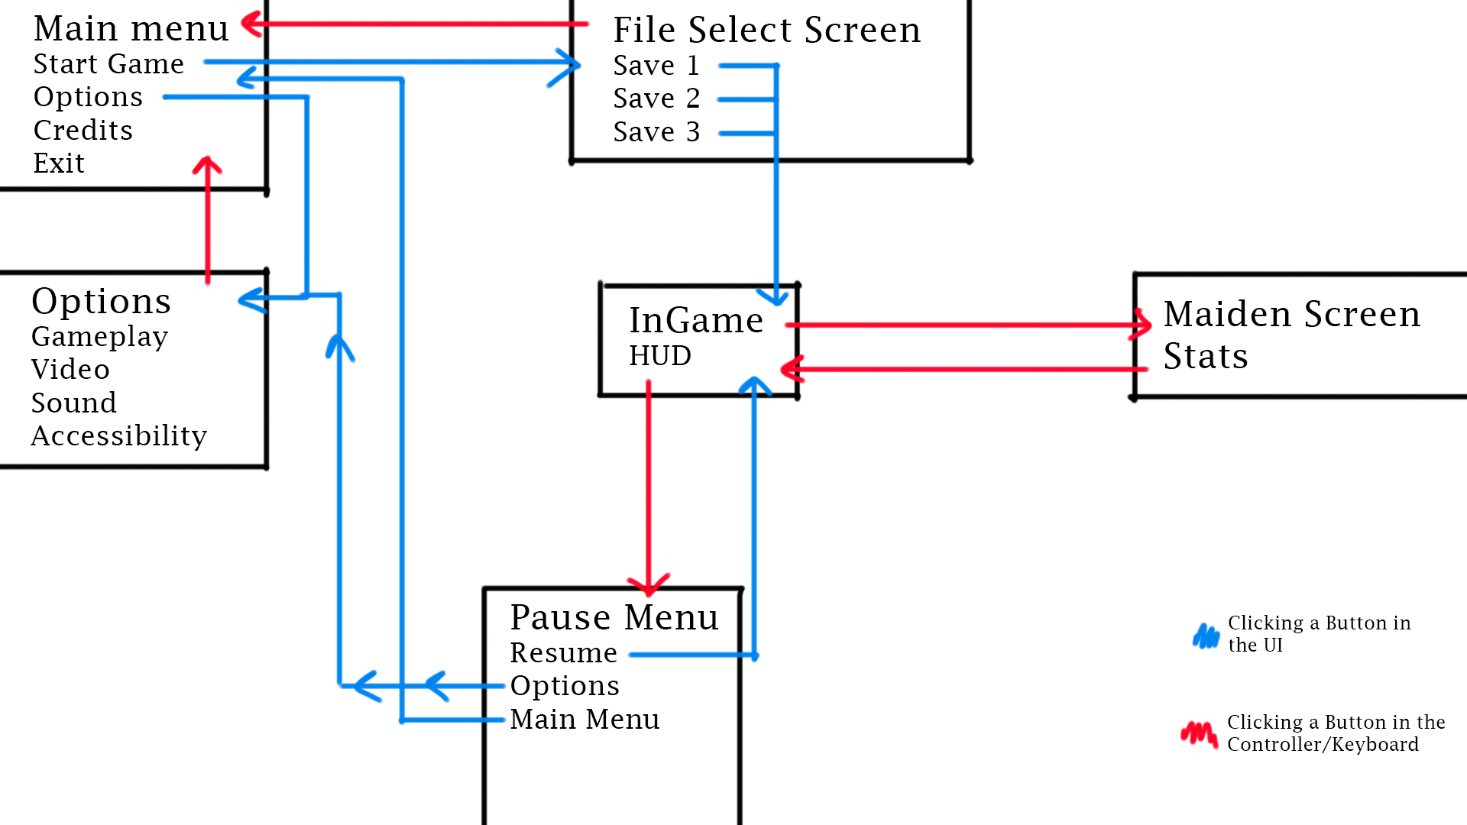 Main menu
Start Game
Options
Credits
Exit
File Select Screen
Save 1
Save 2
Save 3
Options
Gameplay
Video
Sound
Accessibility
InGame
HUD
Maiden Screen
Stats
Pause Menu
Resume
Options
Main Menu
Clicking a Button in
the UI
Clicking a Button in the
Controller/Keyboard